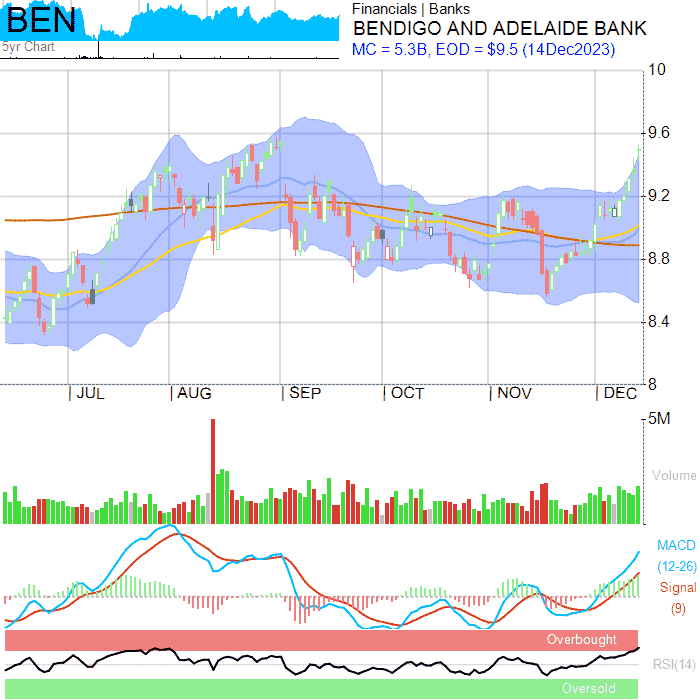 BEN
5yr Chart
Financials | Banks
BENDIGO AND ADELAIDE BANK
MC = 5.3B, EOD = $9.5 (14Dec2023)
10
9.6
9.2
8.8
8.4
8
JUL AUG SEP OCT NOV DEC
5M
Volume
MACD
(12-26)
Signal
(9)
Overbought
RSI(14)
Oversold